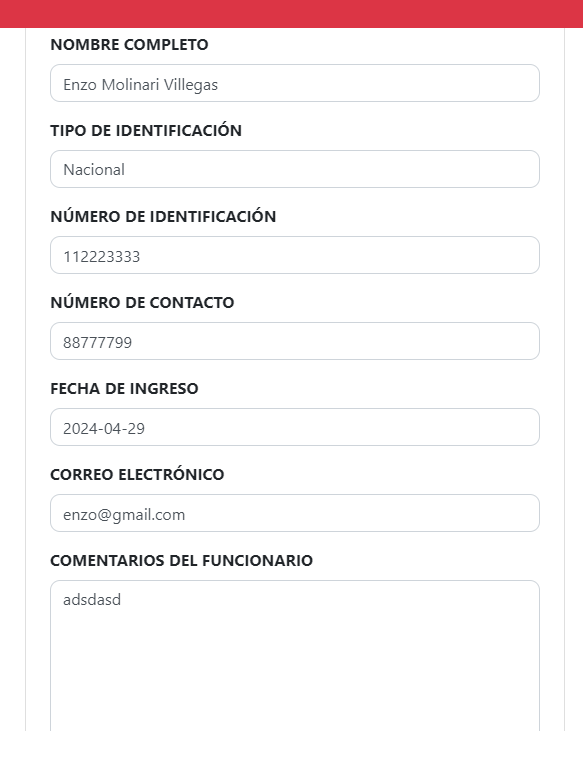 NOMBRE COMPLETO
Enzo Molinari Villegas
TIPO DE IDENTIFICACIÓN
Nacional
NÚMERO DE IDENTIFICACIÓN
112223333
NÚMERO DE CONTACTO
88777799
FECHA DE INGRESO
2024-04-29
CORREO ELECTRÓNICO
enzo@gmail.com
COMENTARIOS DEL FUNCIONARIO
adsdasd